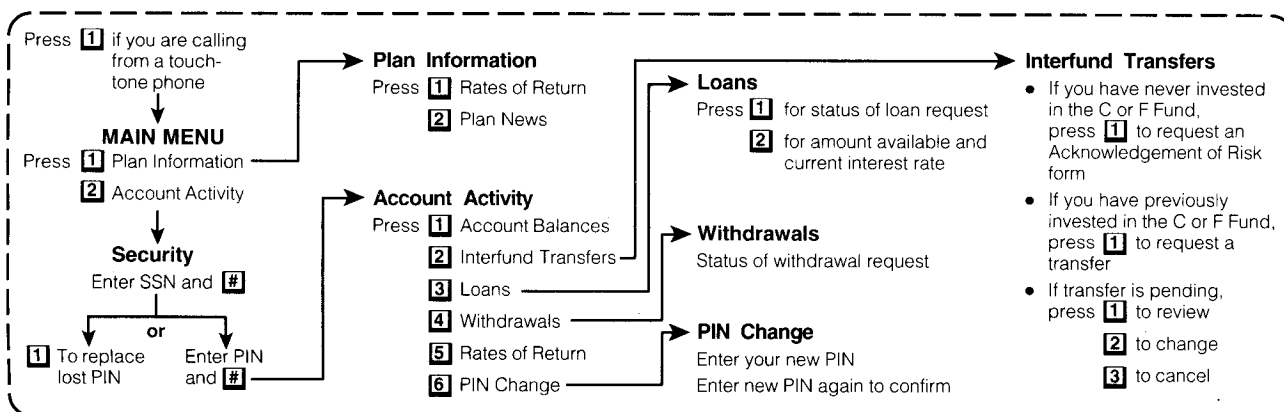 Press 1 if you are calling
from a touch-
tone phone
MAIN MENU
Press 1 Plan Information
2 Account Activity
Security
Enter SSN and #
or
1 To replace
lost PIN
Enter PIN
and #
Plan Information
Press 1 Rates of Return
2 Plan News
Account Activity
Press 1 Account Balances
2 Interfund Transfers
3 Loans
4 Withdrawals
5 Rates of Return
6 PIN Change
Loans
Press 1 for status of loan request
2 for amount available and
current interest rate
Withdrawals
Status of withdrawal request
PIN Change
Enter your new PIN
Enter new PIN again to confirm
Interfund Transfers
• If you have never invested
in the C or F Fund,
press 1 to request an
Acknowledgement of Risk
form
• If you have previously
invested in the C or F Fund,
press 1 to request a
transfer
• If transfer is pending,
press 1 to review
2 to change
3 to cancel